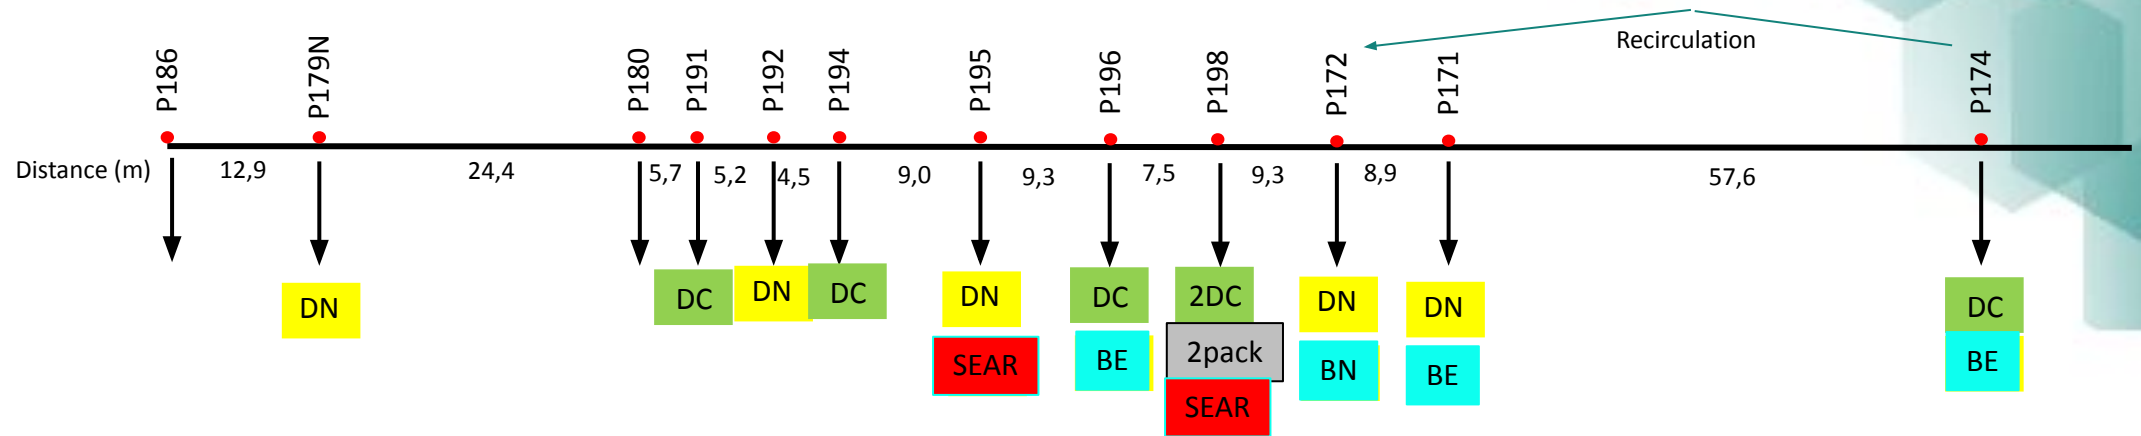 Recirculation
P186
P179N
P180
P191
P192
P194
P195
P196
P198
P172
P171
P174
Distance (m)
12,9
24,4
5,7
5,2
4,5
9,0
9,3
7,5
9,3
8,9
57,6
DN
DC
DN
DC
DN
DC
2DC
DN
DN
DC
SEAR
BE
2pack
BN
BE
BE
SEAR